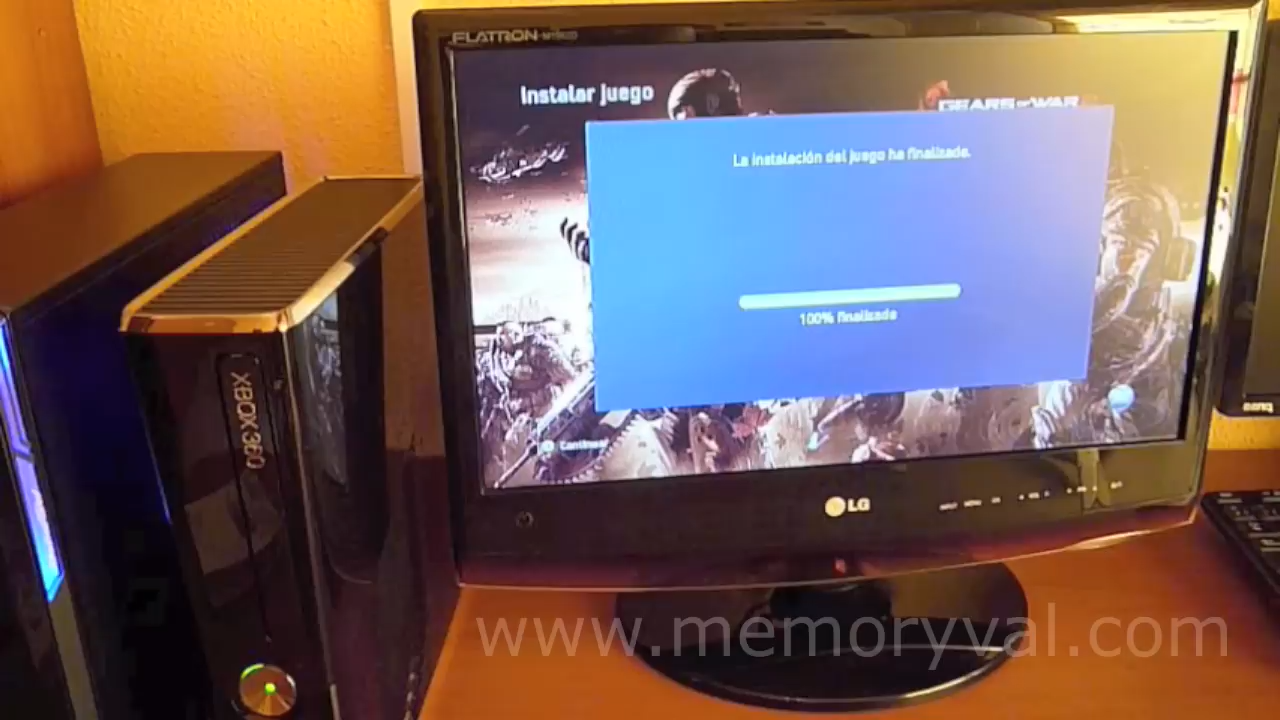 FLATRON
Instalar juego
GEARS OF WAR
La instalación del juego ha finalizado.
100% finalizado
XBOX 360
Continuar
LG
www.memoryval.com